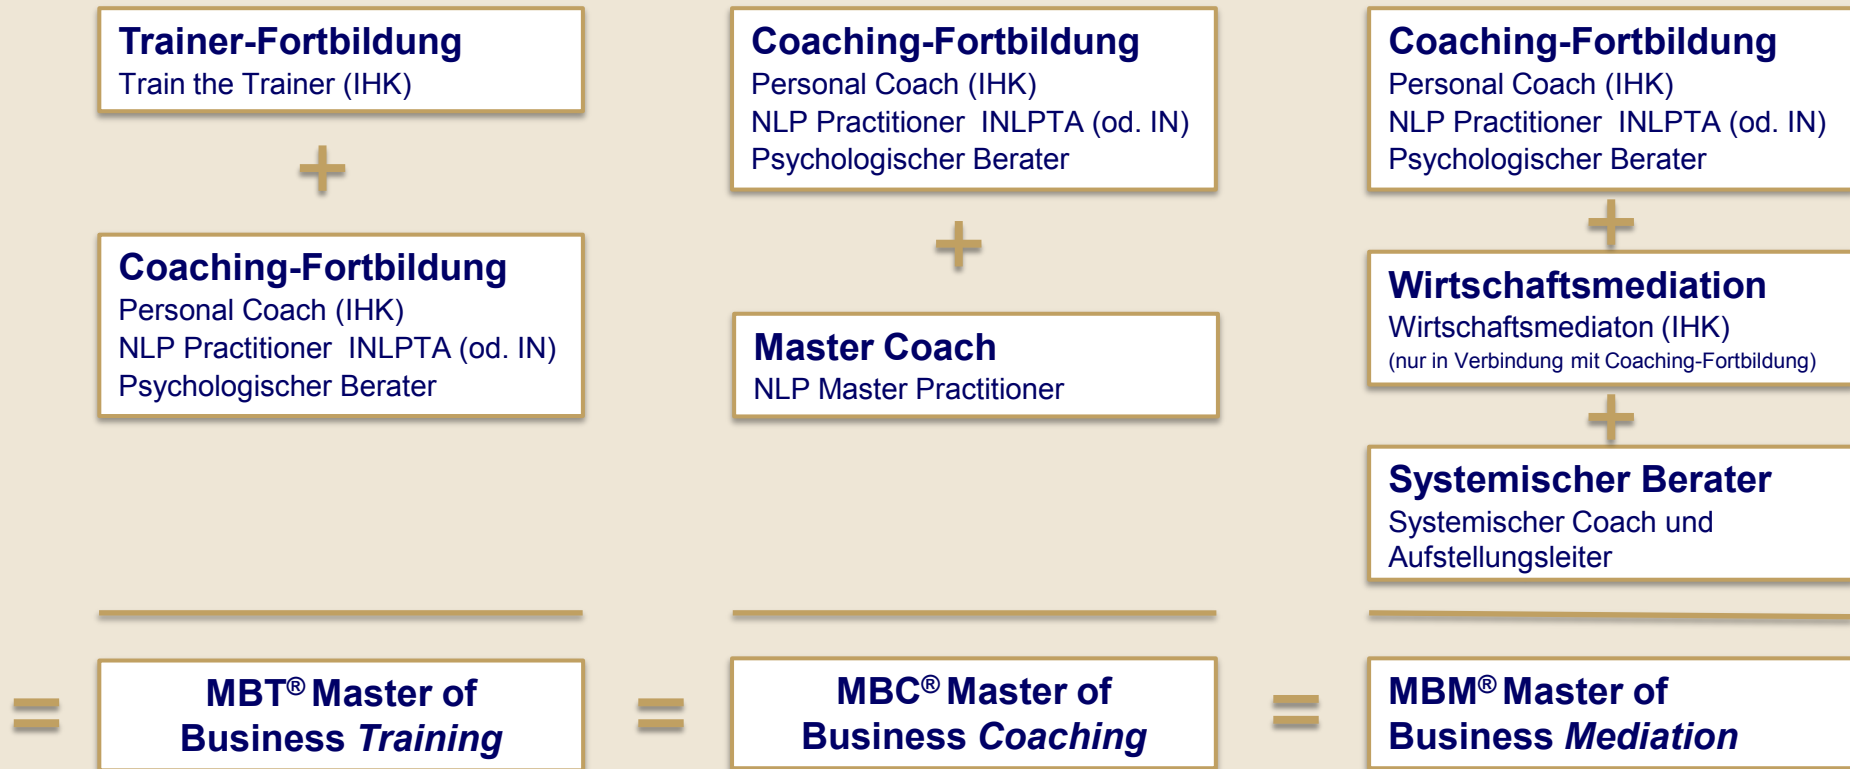 Trainer-Fortbildung
Train the Trainer (IHK)
+
Coaching-Fortbildung
Personal Coach (IHK)
NLP Practitioner INLPTA (od. IN)
Psychologischer Berater
= MBT® Master of
Business Training
Coaching-Fortbildung
Personal Coach (IHK)
NLP Practitioner INLPTA (od. IN)
Psychologischer Berater
+
Master Coach
NLP Master Practitioner
= MBC® Master of
Business Coaching
Coaching-Fortbildung
Personal Coach (IHK)
NLP Practitioner INLPTA (od. IN)
Psychologischer Berater
+
Wirtschaftsmediation
Wirtschaftsmediaton (IHK)
(nur in Verbindung mit Coaching-Fortbildung)
+
Systemischer Berater
Systemischer Coach und
Aufstellungsleiter
= MBM® Master of
Business Mediation